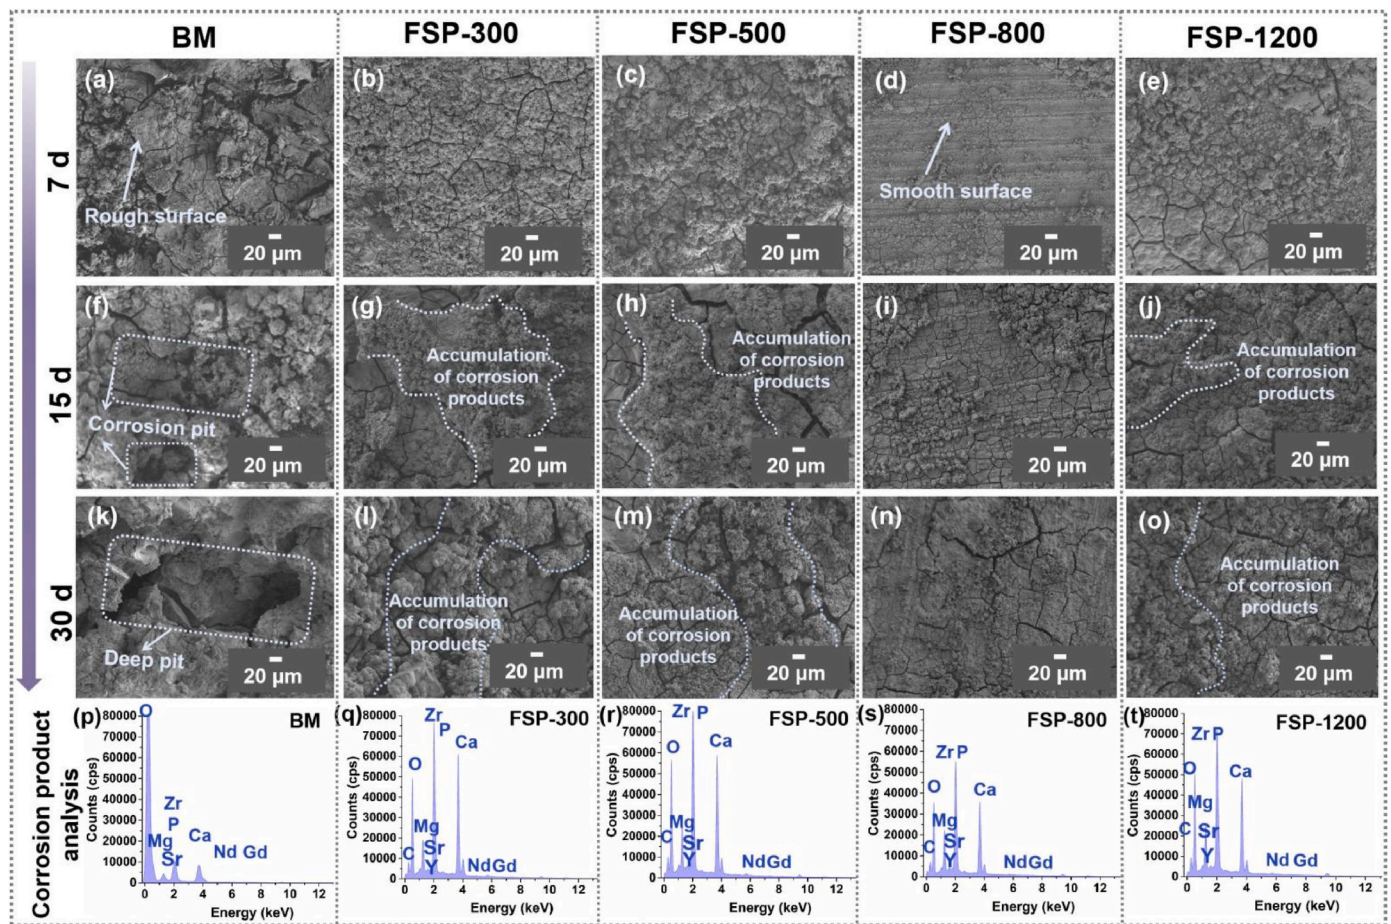 BM
FSP-300
FSP-500
FSP-800
FSP-1200
7 d
(a)
Rough surface
20 μm
(b)
20 μm
(c)
20 μm
(d)
Smooth surface
20 μm
(e)
20 μm
15 d
(f)
Corrosion pit
20 μm
(g)
Accumulation
of corrosion
products
20 μm
(h)
Accumulation
of corrosion
products
20 μm
(i)
20 μm
(j)
Accumulation
of corrosion
products
20 μm
30 d
(k)
Deep pit
20 μm
(l)
Accumulation
of corrosion
products
20 μm
(m)
Accumulation
of corrosion
products
20 μm
(n)
20 μm
(o)
Accumulation
of corrosion
products
20 μm
Corrosion product
analysis
(p)
BM
Counts (cps)
80000
70000
60000
50000
40000
30000
20000
10000
0
O
Zr
P
Mg
Sr
Ca
Nd Gd
0 2 4 6 8 10 12
Energy (keV)
(q)
FSP-300
Counts (cps)
80000
70000
60000
50000
40000
30000
20000
10000
0
Zr
P
Ca
O
Mg
C
Sr
Y
Nd Gd
0 2 4 6 8 10 12
Energy (keV)
(r)
FSP-500
Counts (cps)
80000
70000
60000
50000
40000
30000
20000
10000
0
Zr P
O
Ca
Mg
C
Sr
Y
Nd Gd
0 2 4 6 8 10 12
Energy (keV)
(s)
FSP-800
Counts (cps)
80000
70000
60000
50000
40000
30000
20000
10000
0
Zr P
O
Ca
Mg
C
Sr
Y
Nd Gd
0 2 4 6 8 10 12
Energy (keV)
(t)
FSP-1200
Counts (cps)
80000
70000
60000
50000
40000
30000
20000
10000
0
Zr P
O
Ca
Mg
C
Sr
Y
Nd Gd
0 2 4 6 8 10 12
Energy (keV)